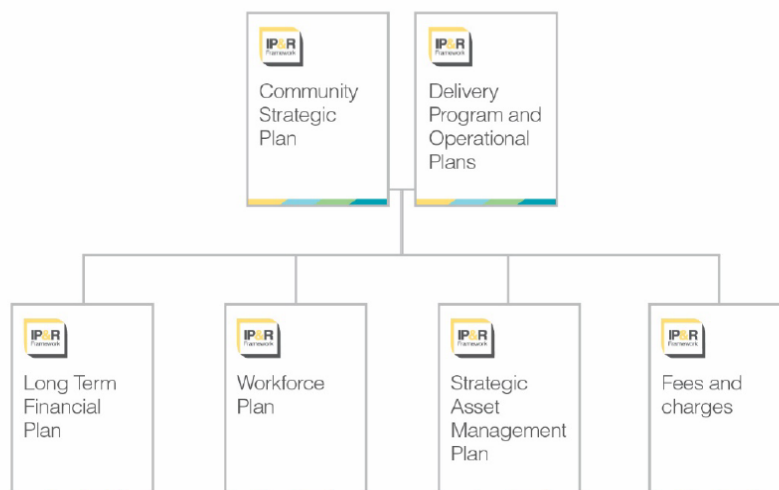 IP&R
Framework
Community
Strategic
Plan
IP&R
Framework
Delivery
Program and
Operational
Plans
IP&R
Framework
Long Term
Financial
Plan
IP&R
Framework
Workforce
Plan
IP&R
Framework
Strategic
Asset
Management
Plan
IP&R
Framework
Fees and
charges